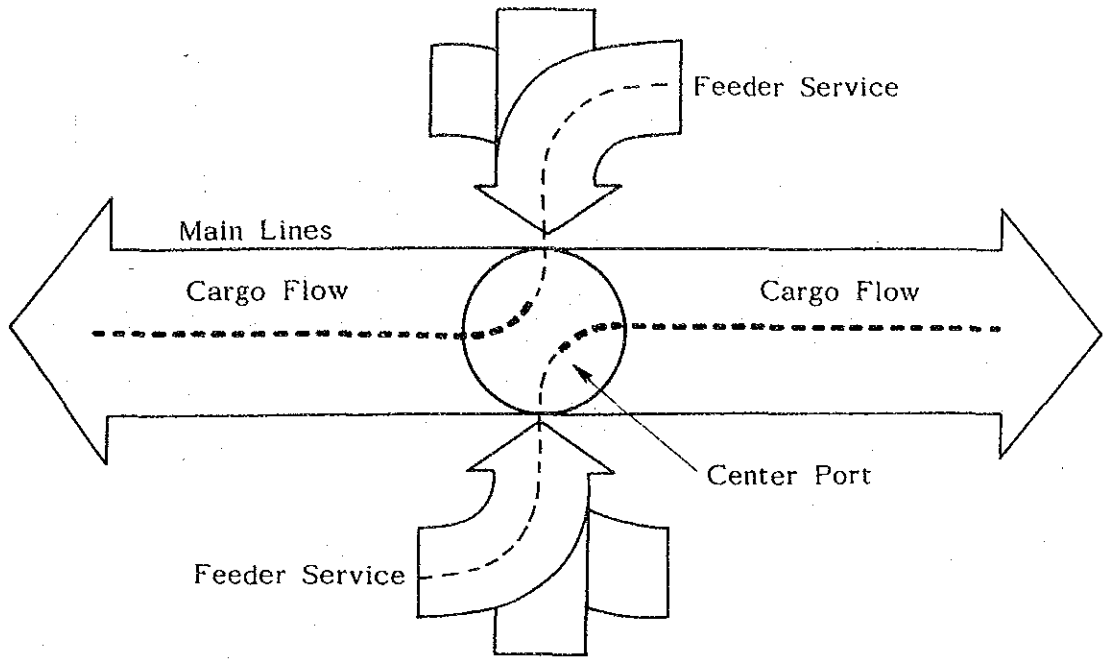 Feeder Service
Main Lines
Cargo Flow
Cargo Flow
Center Port
Feeder Service